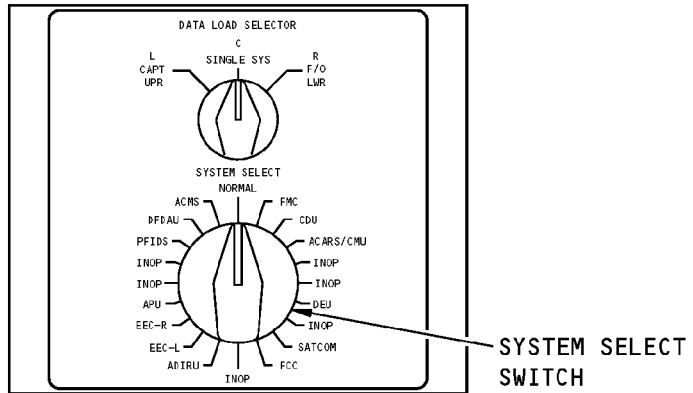 DATA LOAD SELECTOR
L
CAPT
UPR
C
SINGLE SYS
R
F/O
LWR
SYSTEM SELECT
NORMAL
ACMS
FMC
DFDAU
CDU
PFIDS
ACARS/CMU
INOP
INOP
INOP
INOP
APU
DEU
EEC-R
INOP
EEC-L
SATCOM
ADIRU
FCC
INOP
SYSTEM SELECT
SWITCH